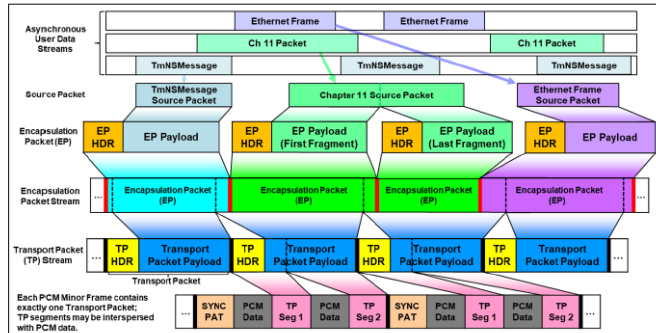 Asynchronous
User Data
Streams
Ethernet Frame
Ethernet Frame
Ch 11 Packet
Ch 11 Packet
TmNSMessage
TmNSMessage
TmNSMessage
Source Packet
TmNSMessage
Source Packet
Chapter 11 Source Packet
Ethernet Frame
Source Packet
Encapsulation
Packet (EP)
EP
HDR
EP Payload
EP
HDR
EP Payload
(First Fragment)
EP
HDR
EP Payload
(Last Fragment)
EP
HDR
EP Payload
Encapsulation
Packet Stream
...
Encapsulation Packet
(EP)
Encapsulation Packet
(EP)
Encapsulation Packet
(EP)
Encapsulation Packet
(EP)
...
Transport Packet
(TP) Stream
...
TP
HDR
Transport
Packet Payload
TP
HDR
Transport
Packet Payload
TP
HDR
Transport
Packet Payload
TP
HDR
Transport
Packet Payload
...
Transport Packet
Each PCM Minor Frame contains
exactly one Transport Packet;
TP segments may be interspersed
with PCM data.
...
SYNC
PAT
PCM
Data
TP
Seg 1
PCM
Data
TP
Seg 2
SYNC
PAT
PCM
Data
TP
Seg 1
PCM
Data
TP
Seg 2
...